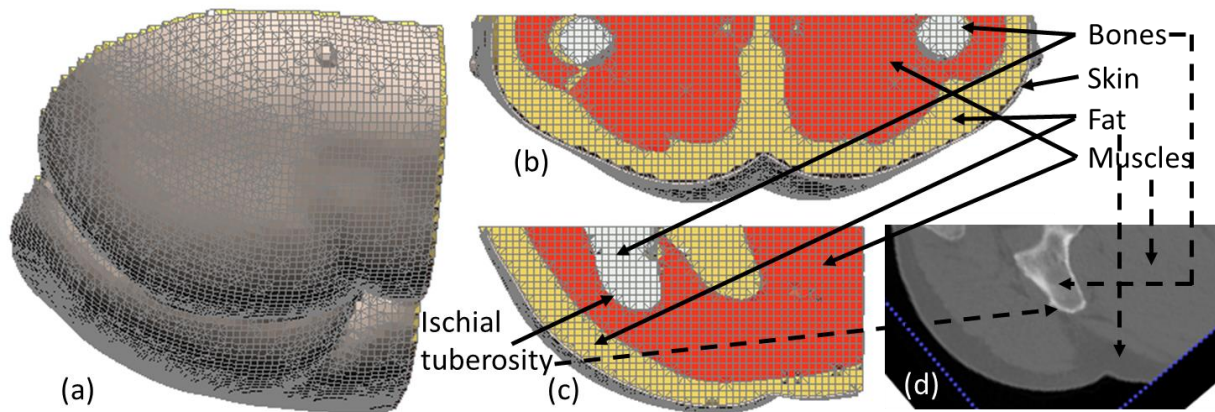 Bones
Skin
Fat
Muscles
(b)
Ischial
tuberosity
(a)
(c)
(d)